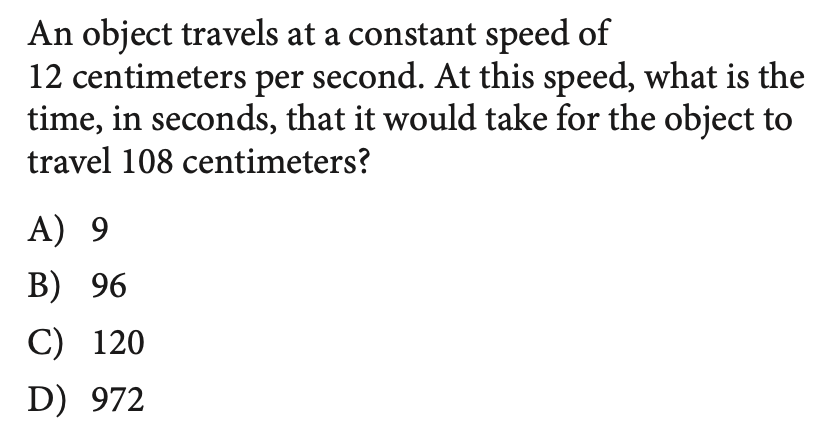 An object travels at a constant speed of
12 centimeters per second. At this speed, what is the
time, in seconds, that it would take for the object to
travel 108 centimeters?
A) 9
B) 96
C) 120
D) 972